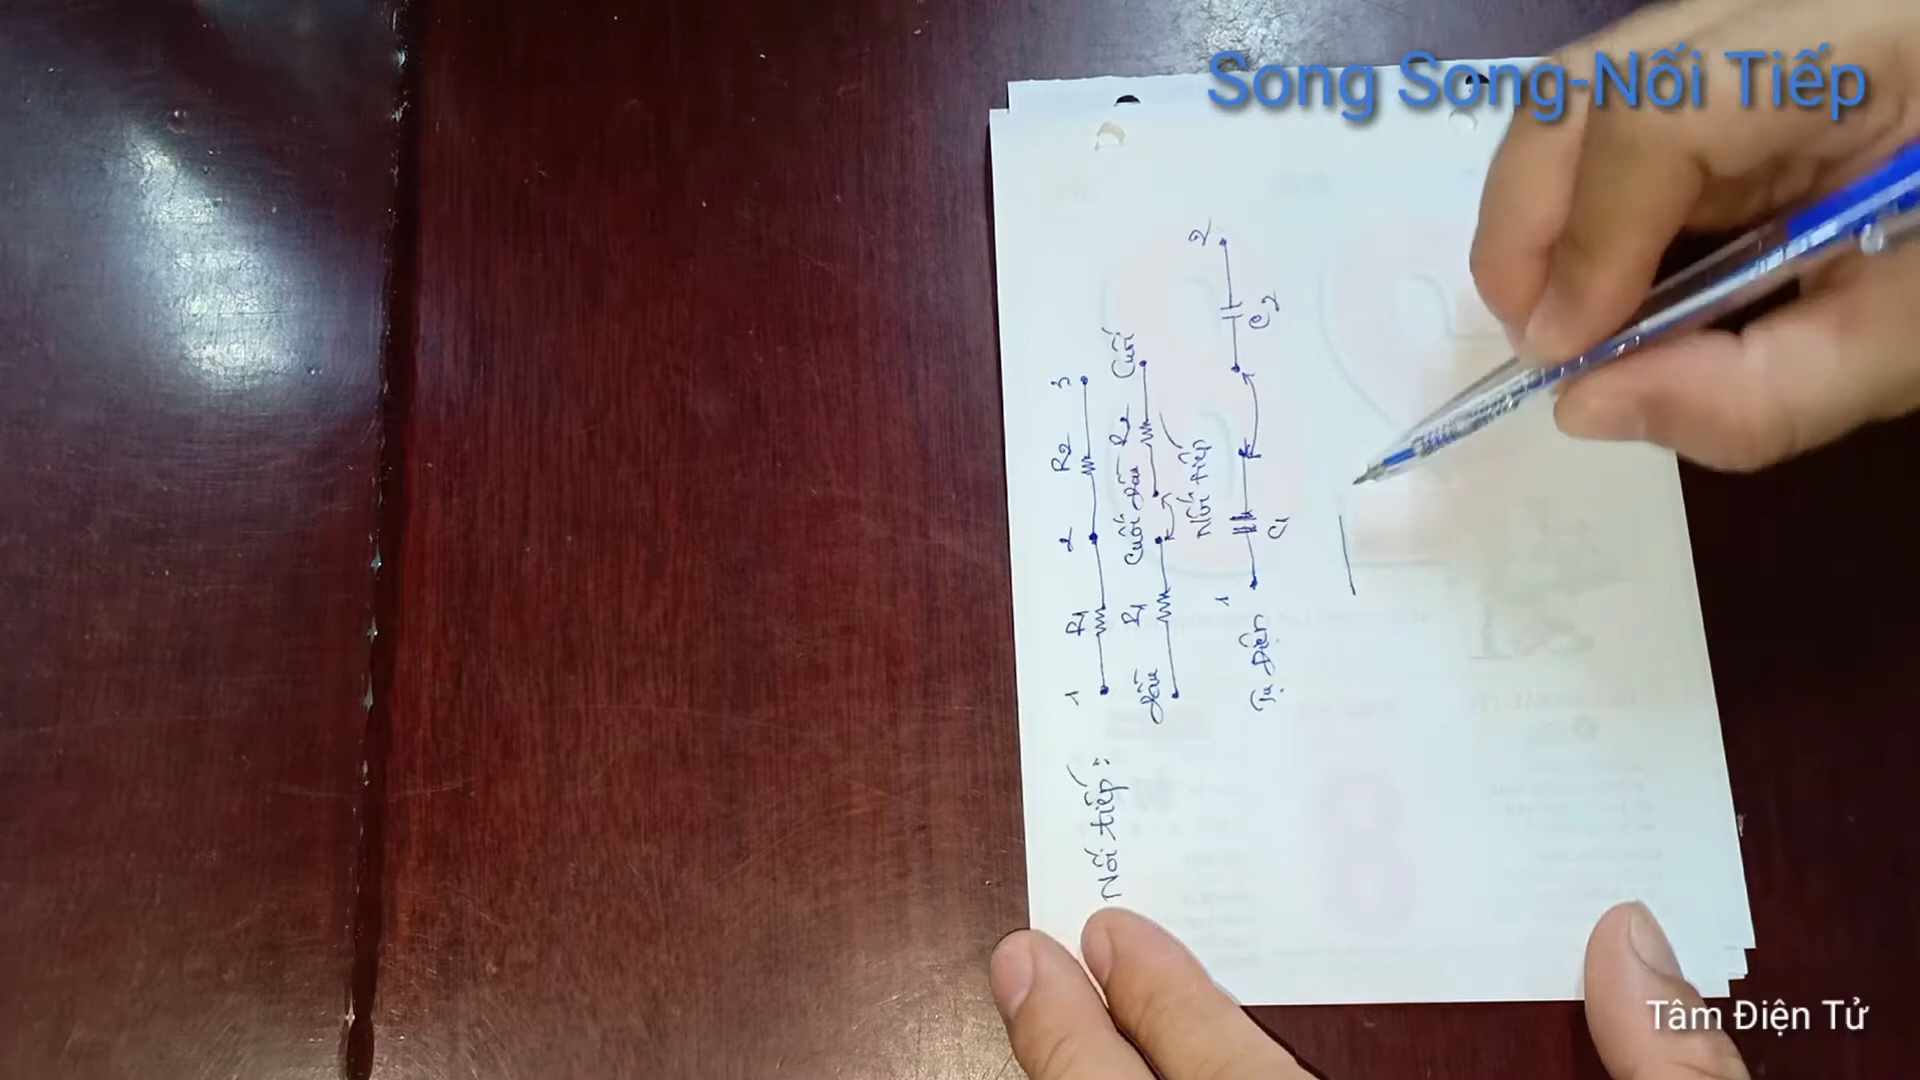 Song Song-Nối Tiếp
Nối tiếp:
1 R1 2 R2 3
Đầu R1 Cuối Đầu R2 Cuối
Nối tiếp
1 2
Tụ Điện C1 C2
Tâm Điện Tử